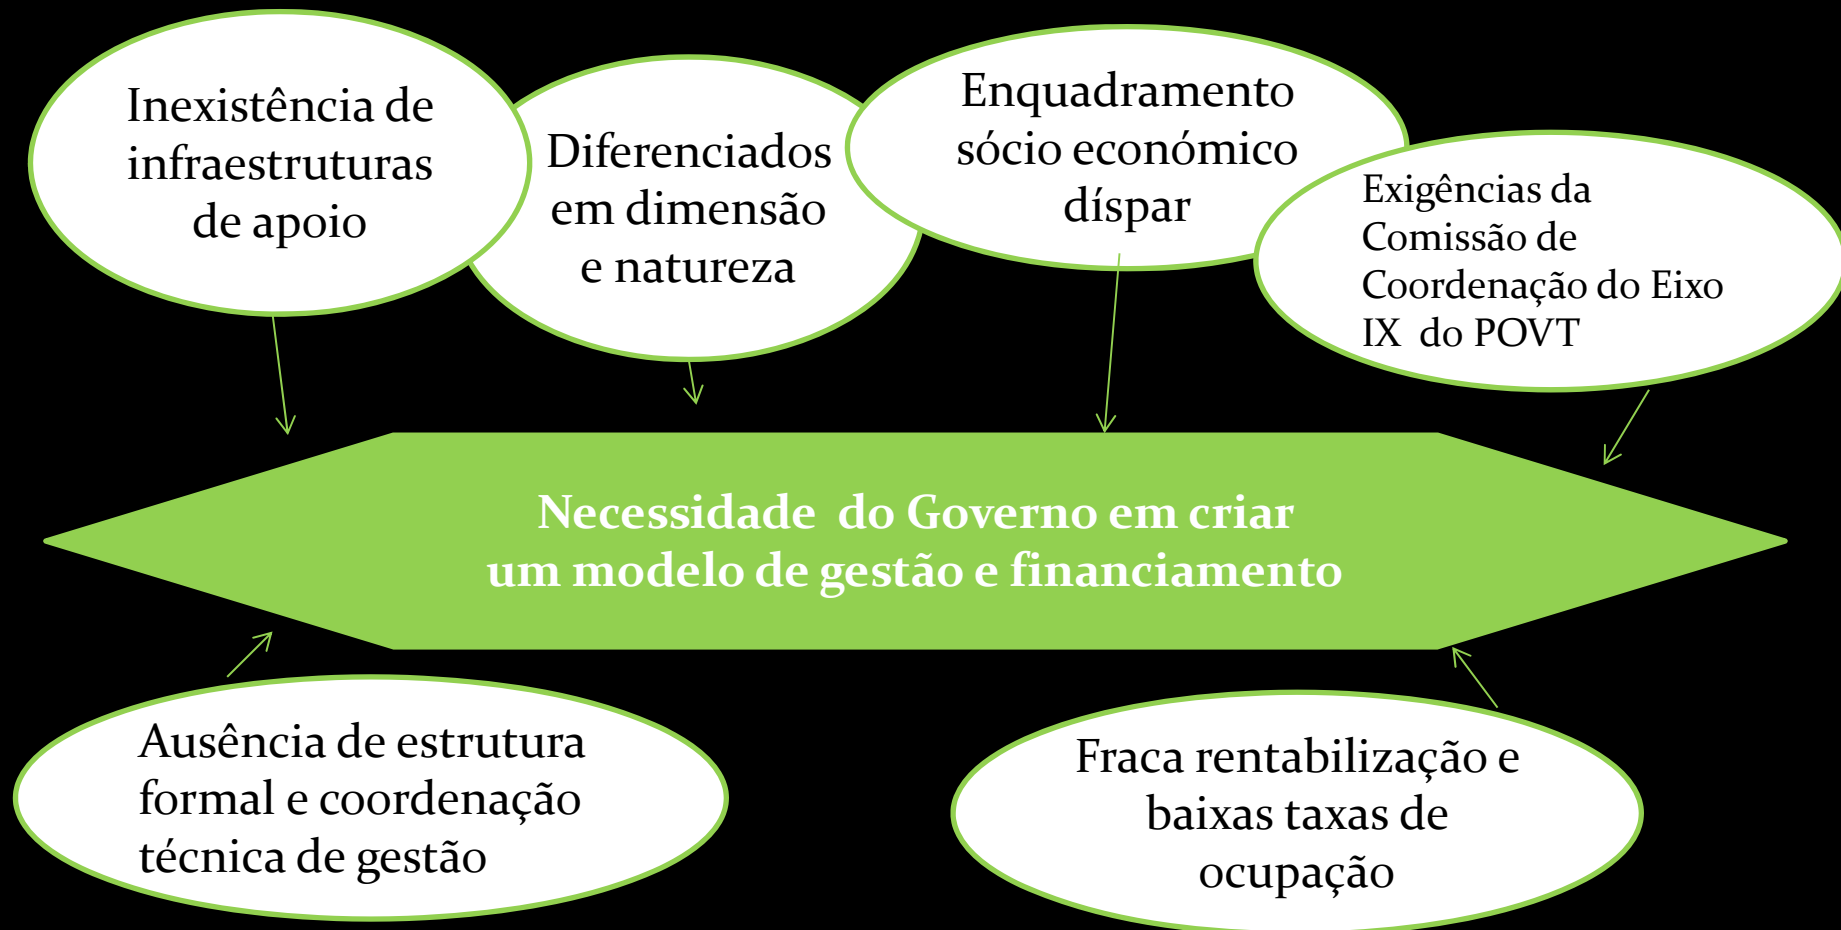 Inexistência de
infraestruturas
de apoio
Diferenciados
em dimensão
e natureza
Enquadramento
sócio económico
díspar
Exigências da
Comissão de
Coordenação do Eixo
IX  do POVT
Necessidade  do Governo em criar
um modelo de gestão e financiamento
Ausência de estrutura
formal e coordenação
técnica de gestão
Fraca rentabilização e
baixas taxas de
ocupação